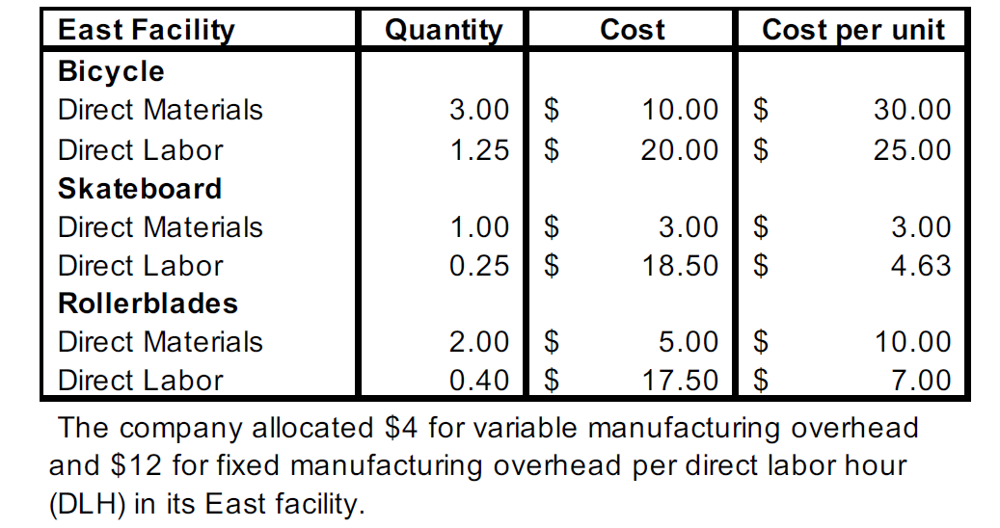 East Facility Quantity Cost Cost per unit
Bicycle
Direct Materials 3.00 $ 10.00 $ 30.00
Direct Labor 1.25 $ 20.00 $ 25.00
Skateboard
Direct Materials 1.00 $ 3.00 $ 3.00
Direct Labor 0.25 $ 18.50 $ 4.63
Rollerblades
Direct Materials 2.00 $ 5.00 $ 10.00
Direct Labor 0.40 $ 17.50 $ 7.00
The company allocated $4 for variable manufacturing overhead
and $12 for fixed manufacturing overhead per direct labor hour
(DLH) in its East facility.